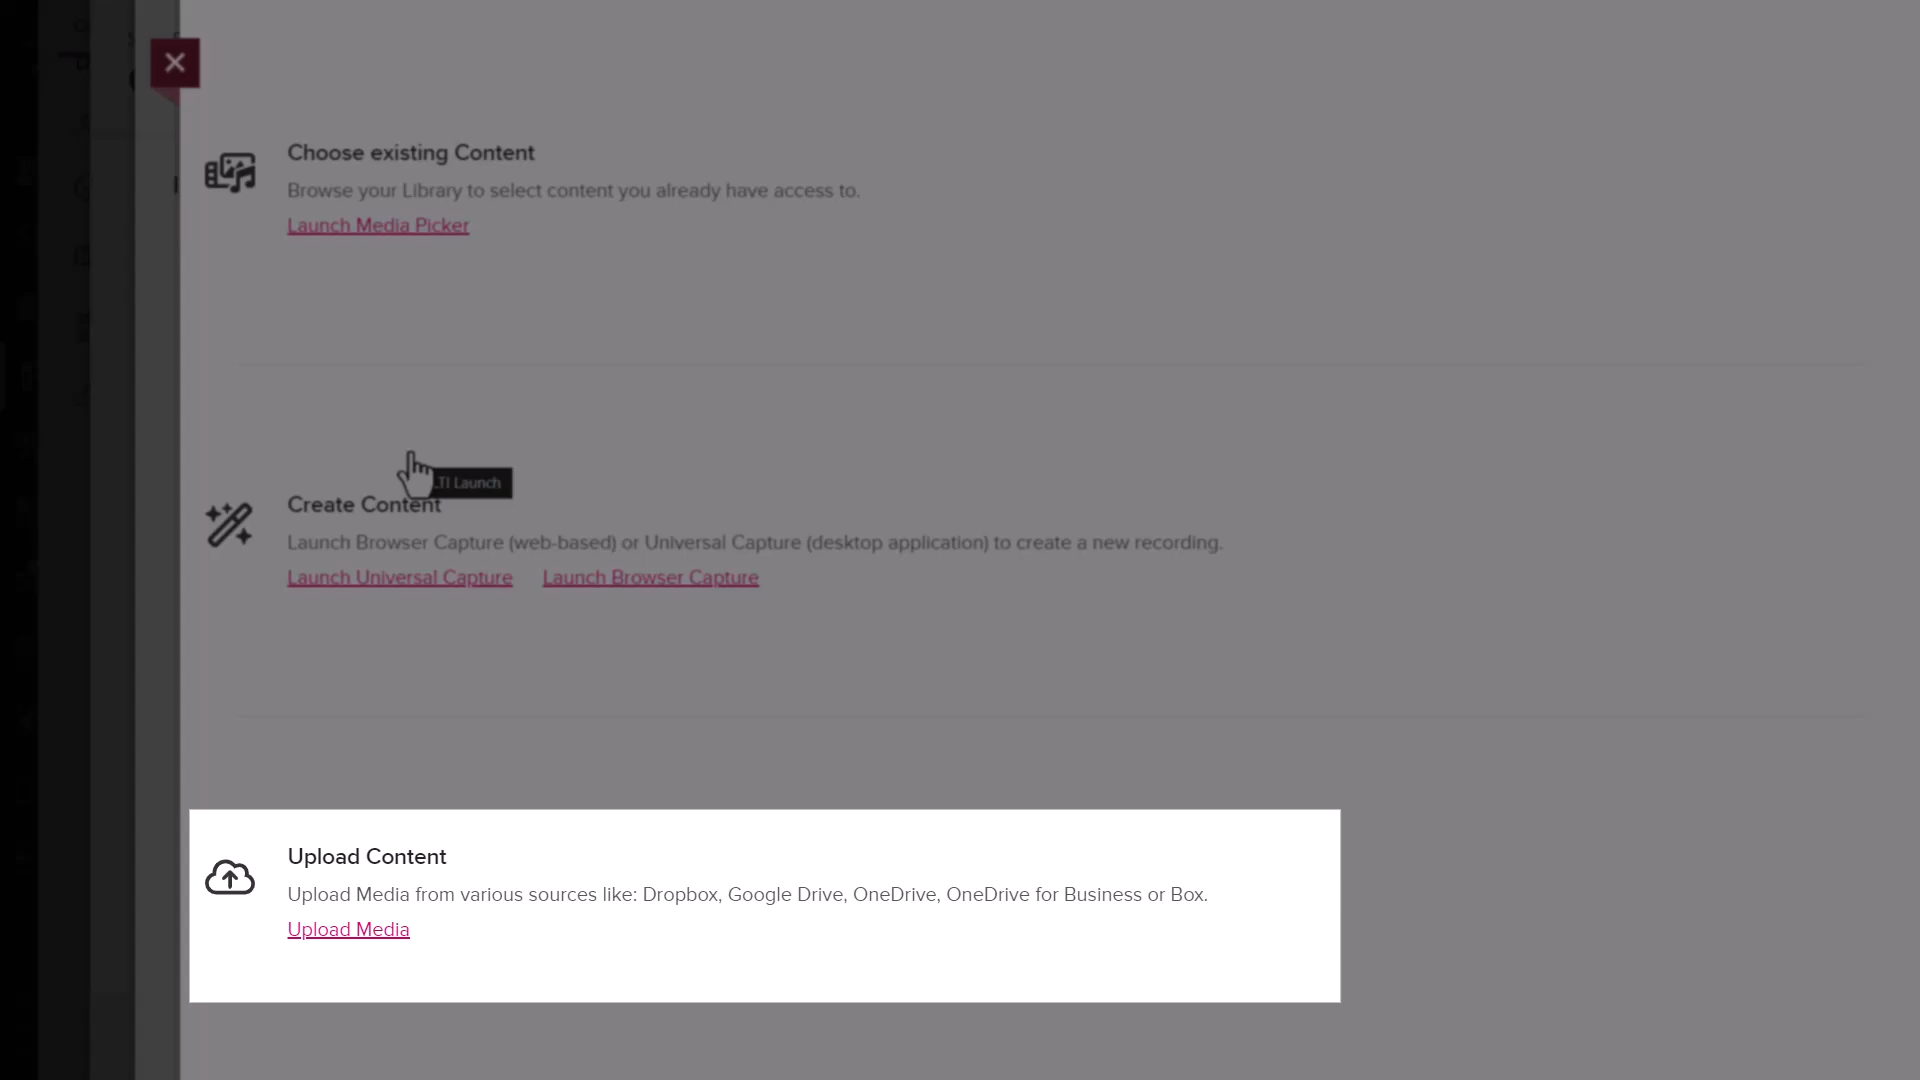 Choose existing Content
Browse your Library to select content you already have access to.
Launch Media Picker
TI Launch
Create Content
Launch Browser Capture (web-based) or Universal Capture (desktop application) to create a new recording.
Launch Universal Capture Launch Browser Capture
Upload Content
Upload Media from various sources like: Dropbox, Google Drive, OneDrive, OneDrive for Business or Box.
Upload Media